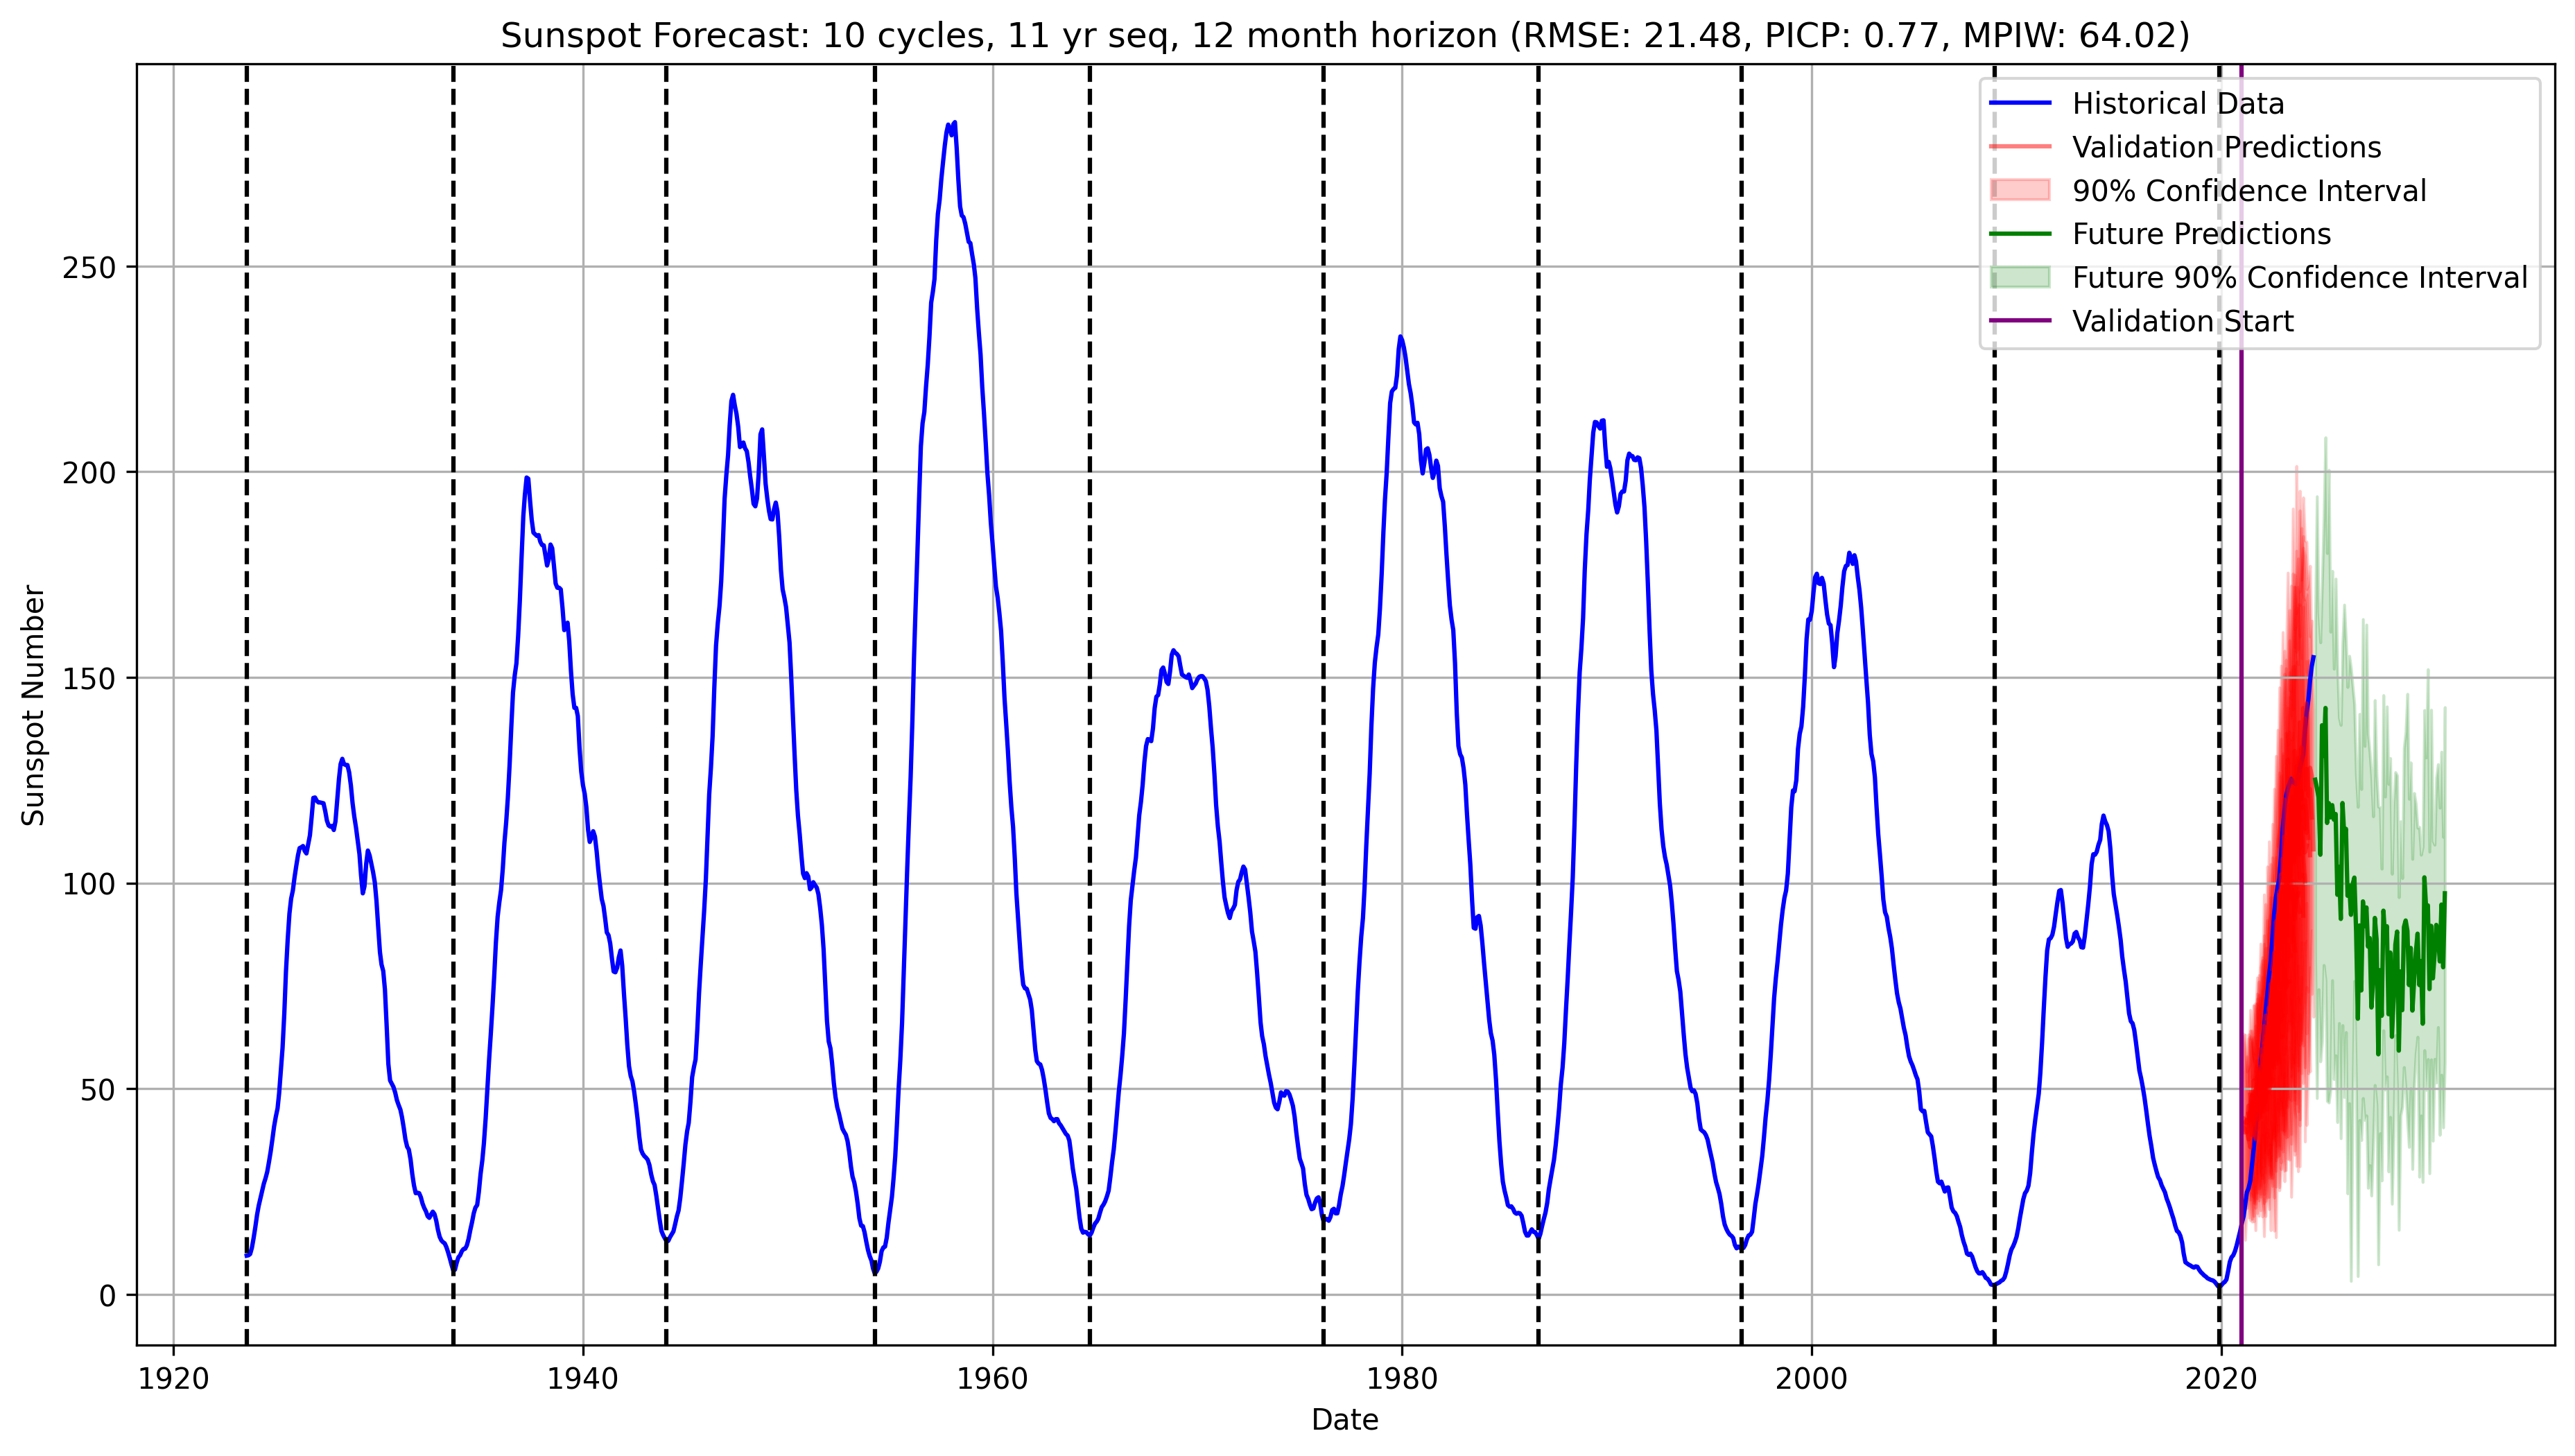 Sunspot Forecast: 10 cycles, 11 yr seq, 12 month horizon (RMSE: 21.48, PICP: 0.77, MPIW: 64.02)
Historical Data
Validation Predictions
90% Confidence Interval
Future Predictions
Future 90% Confidence Interval
Validation Start
Sunspot Number
250
200
150
100
50
0
1920 1940 1960 1980 2000 2020
Date